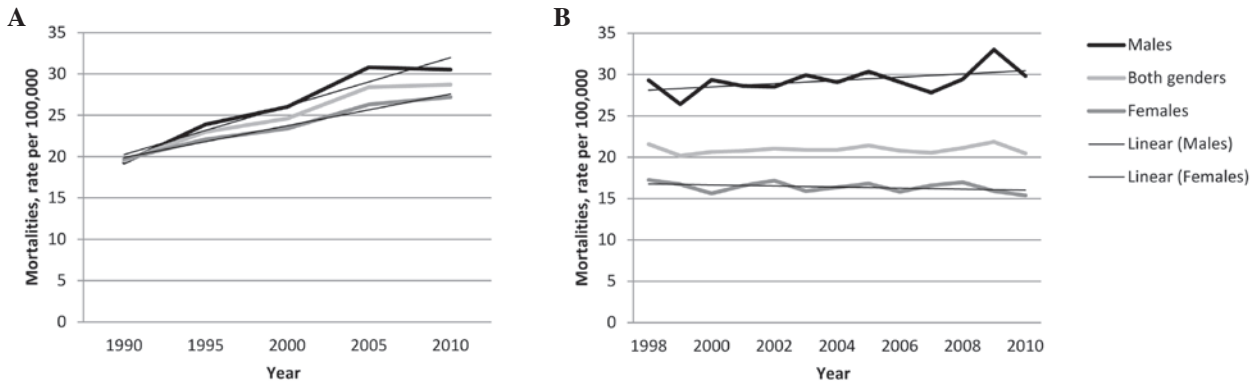 A
Mortalities, rate per 100,000
35
30
25
20
15
10
5
0
1990 1995 2000 2005 2010
Year
B
Mortalities, rate per 100,000
35
30
25
20
15
10
5
0
1998 2000 2002 2004 2006 2008 2010
Year
Males
Both genders
Females
Linear (Males)
Linear (Females)